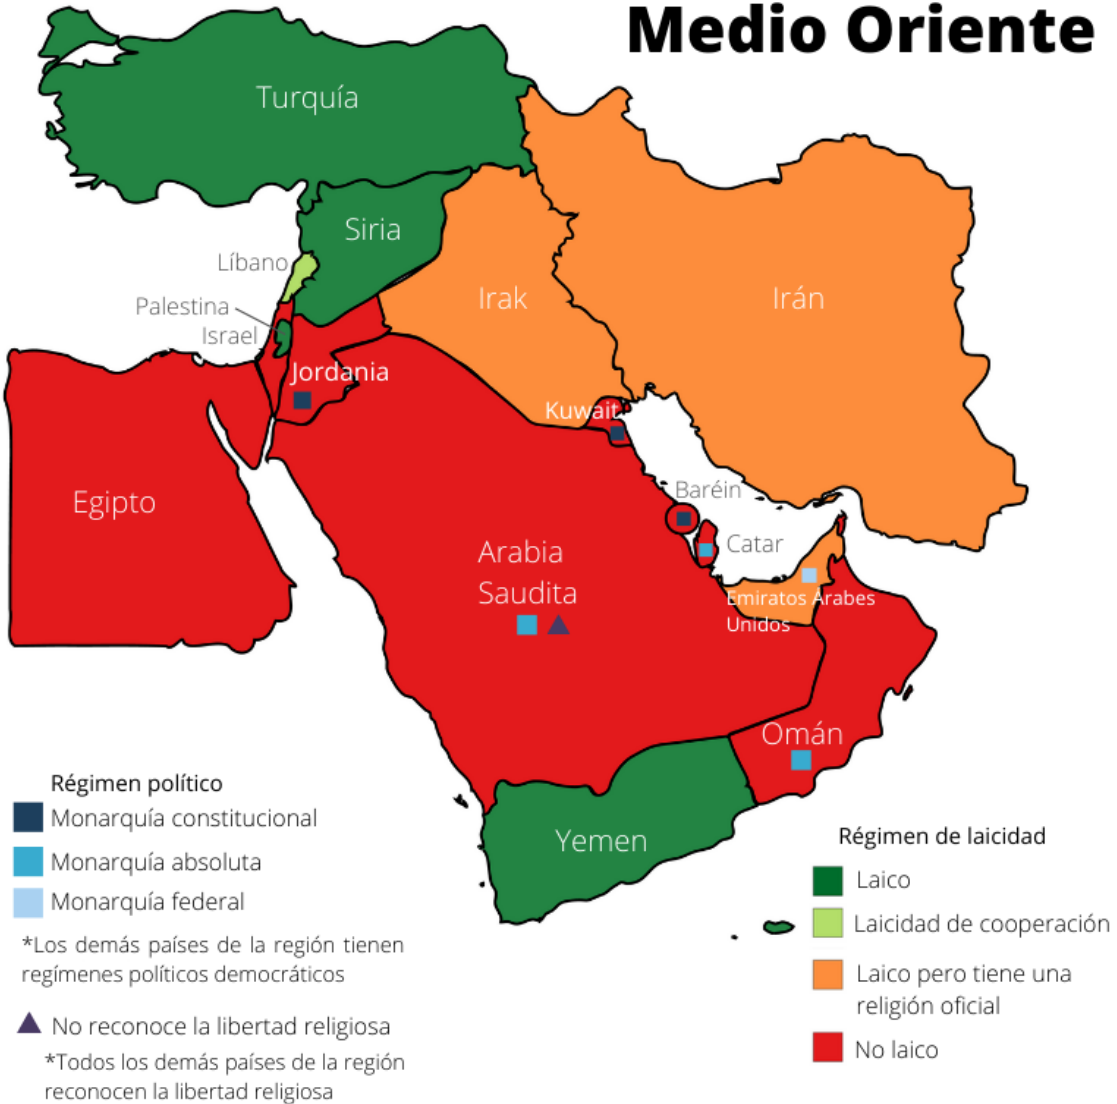 Medio Oriente
Turquía
Siria
Líbano
Palestina
Israel
Irak
Irán
Jordania
Kuwait
Egipto
Baréin
Catar
Arabia
Saudita
Emiratos Arabes
Unidos
Omán
Yemen
Régimen político
Monarquía constitucional
Monarquía absoluta
Monarquía federal
*Los demás países de la región tienen
regímenes políticos democráticos
No reconoce la libertad religiosa
*Todos los demás países de la región
reconocen la libertad religiosa
Régimen de laicidad
Laico
Laicidad de cooperación
Laico pero tiene una
religión oficial
No laico